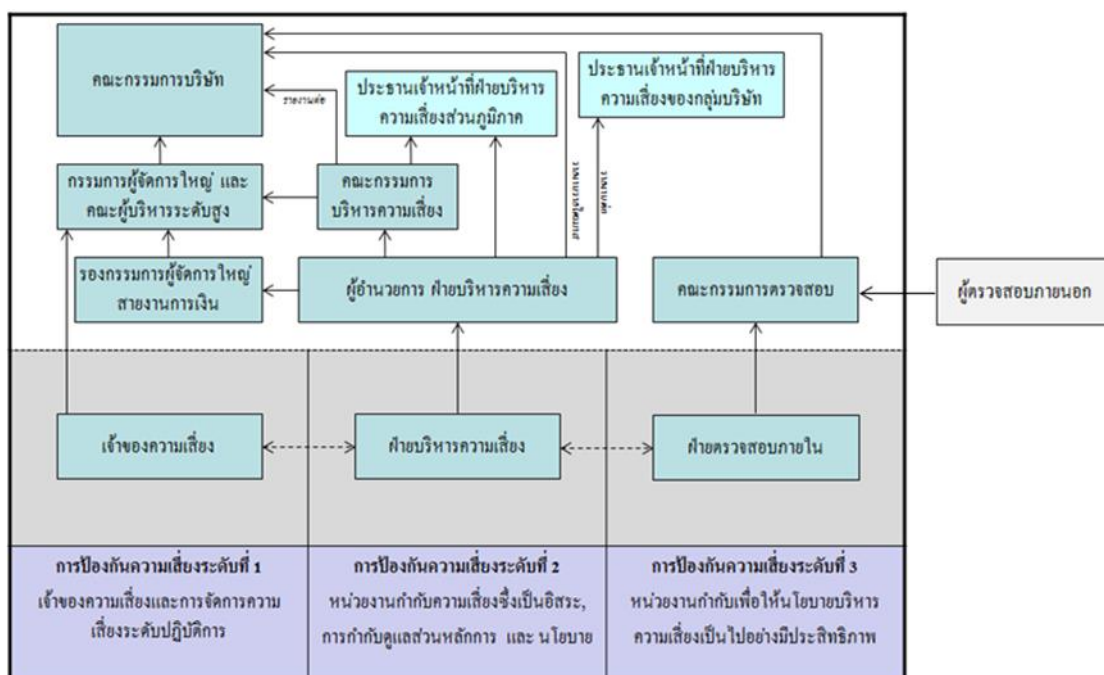 คณะกรรมการบริษัท
รายงานต่อ
ประธานเจ้าหน้าที่ฝ่ายบริหาร
ความเสี่ยงส่วนภูมิภาค
ประธานเจ้าหน้าที่ฝ่ายบริหาร
ความเสี่ยงของกลุ่มบริษัท
กรรมการผู้จัดการใหญ่ และ
คณะผู้บริหารระดับสูง
คณะกรรมการ
บริหารความเสี่ยง
รายงานต่อ
รองกรรมการผู้จัดการใหญ่
สายงานการเงิน
ผู้อำนวยการ ฝ่ายบริหารความเสี่ยง
คณะกรรมการตรวจสอบ
ผู้ตรวจสอบภายนอก
เจ้าของความเสี่ยง
ฝ่ายบริหารความเสี่ยง
ฝ่ายตรวจสอบภายใน
การป้องกันความเสี่ยงระดับที่ 1
เจ้าของความเสี่ยงและการจัดการความ
เสี่ยงระดับปฏิบัติการ
การป้องกันความเสี่ยงระดับที่ 2
หน่วยงานกำกับความเสี่ยงซึ่งเป็นอิสระ,
การกำกับดูแลส่วนหลักการ และ นโยบาย
การป้องกันความเสี่ยงระดับที่ 3
หน่วยงานกำกับเพื่อให้นโยบายบริหาร
ความเสี่ยงเป็นไปอย่างมีประสิทธิภาพ